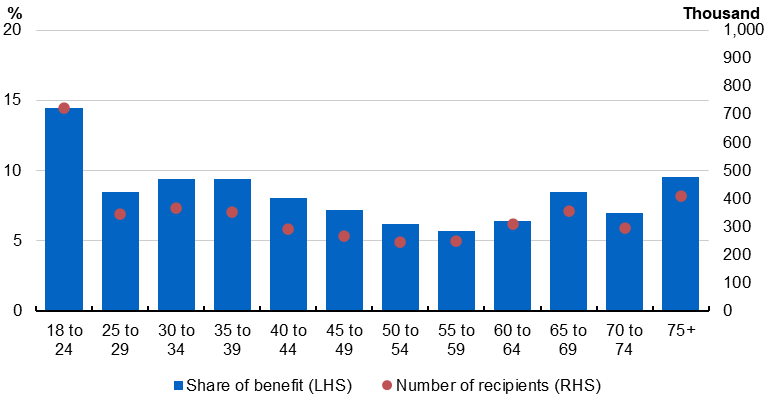 % Thousand
20 1,000
900
800
15 700
600
10 500
400
5 300
200
100
0 0
18 to 25 to 30 to 35 to 40 to 45 to 50 to 55 to 60 to 65 to 70 to 75+
24 29 34 39 44 49 54 59 64 69 74
Share of benefit (LHS) Number of recipients (RHS)